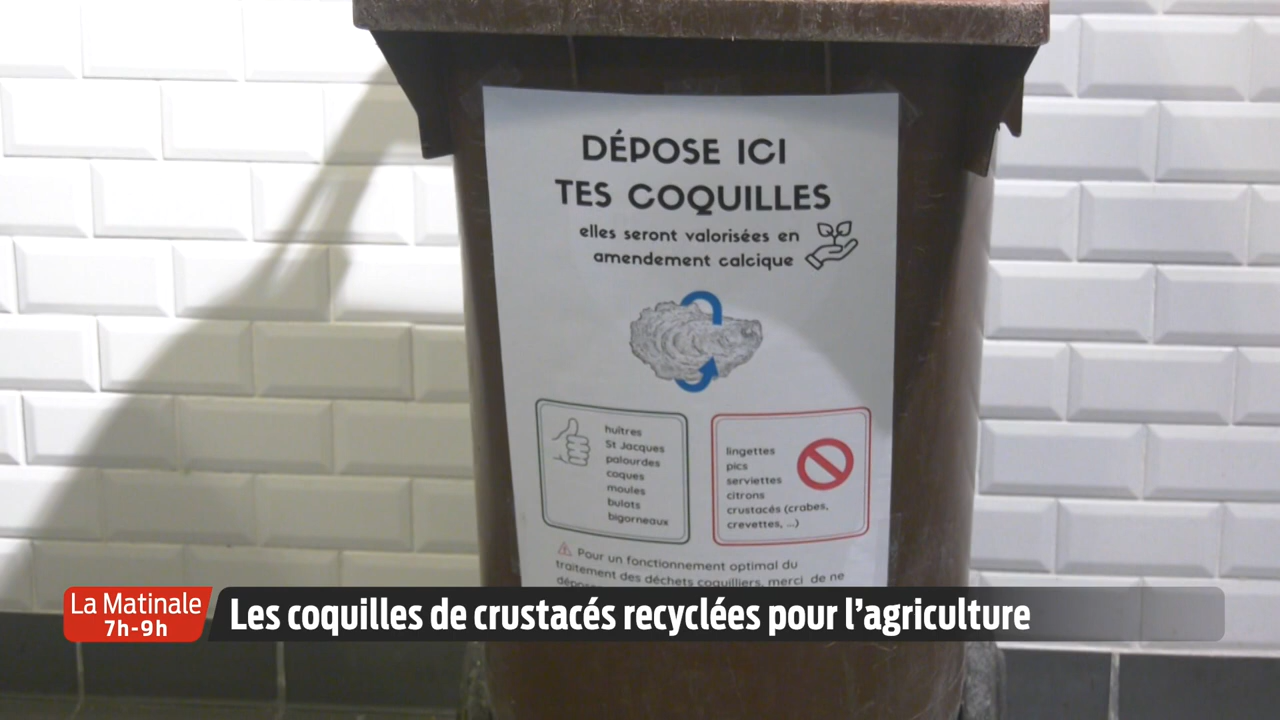 DÉPOSE ICI
TES COQUILLES
elles seront valorisées en
amendement calcique
huîtres
St Jacques
palourdes
coques
moules
bulots
bigorneaux
lingettes
pics
serviettes
citrons
crustacés (crabes,
crevettes, ...)
Pour un fonctionnement optimal du
traitement des déchets coquilliers, merci de ne
La Matinale
7h-9h
Les coquilles de crustacés recyclées pour l'agriculture